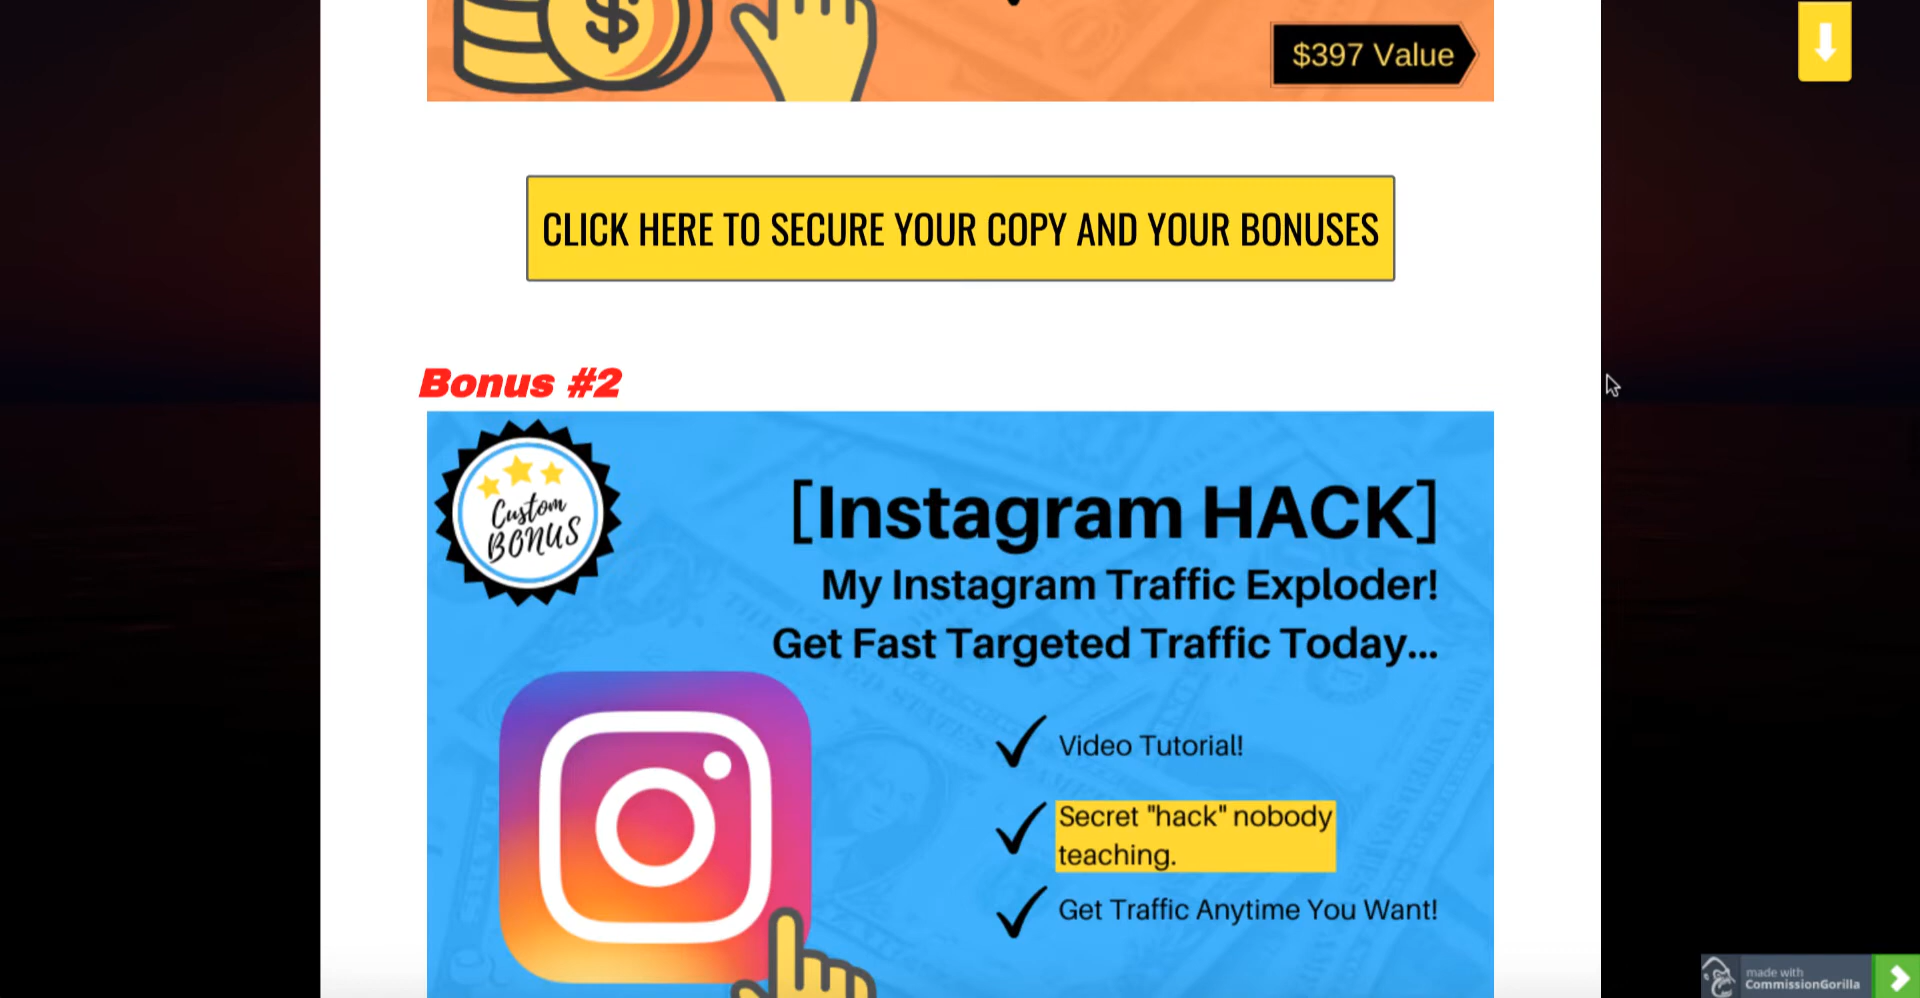 $
$397 Value
CLICK HERE TO SECURE YOUR COPY AND YOUR BONUSES
Bonus #2
Custom
BONUS
[Instagram HACK]
My Instagram Traffic Exploder!
Get Fast Targeted Traffic Today...
Video Tutorial!
Secret "hack" nobody
teaching.
Get Traffic Anytime You Want!
made with
CommissionGorilla